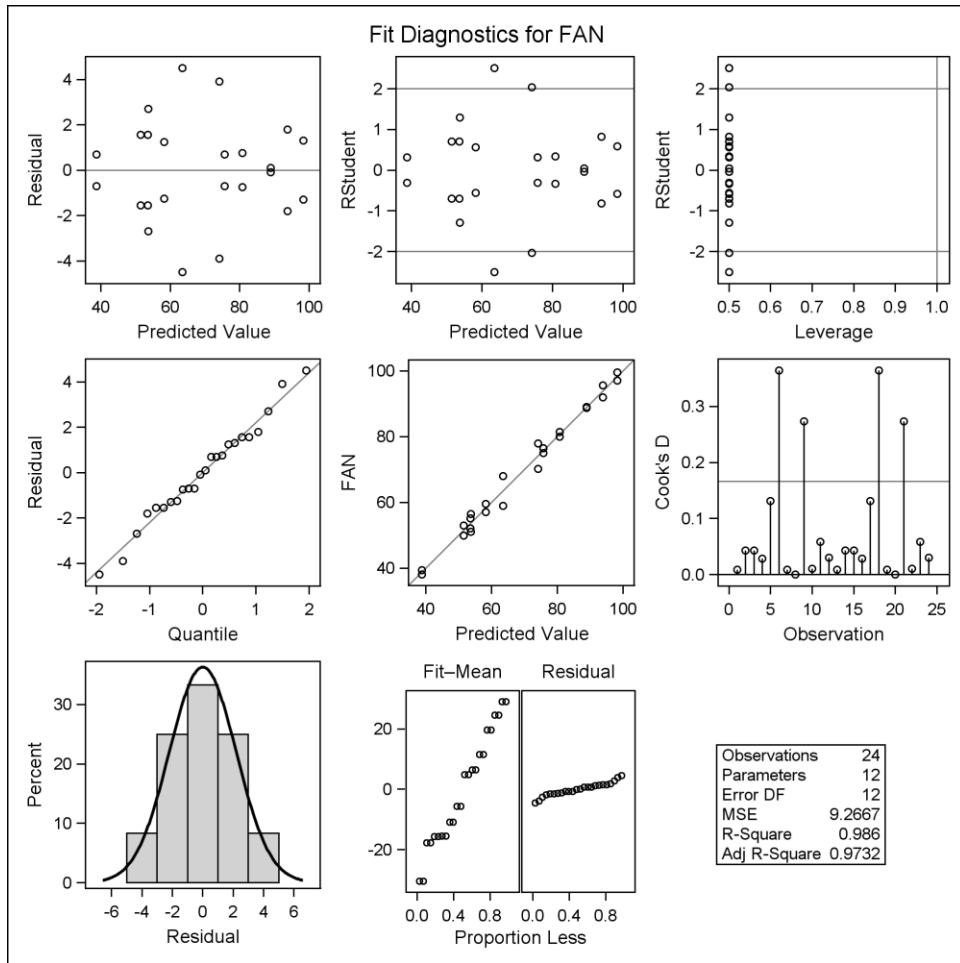 Fit Diagnostics for FAN
Residual
4
2
0
-2
-4
40 60 80 100
Predicted Value
RStudent
2
1
0
-1
-2
40 60 80 100
Predicted Value
RStudent
2
1
0
-1
-2
0.5 0.6 0.7 0.8 0.9 1.0
Leverage
Residual
4
2
0
-2
-4
-2 -1 0 1 2
Quantile
FAN
100
80
60
40
40 60 80 100
Predicted Value
Cook's D
0.3
0.2
0.1
0.0
0 5 10 15 20 25
Observation
Percent
30
20
10
0
-6 -4 -2 0 2 4 6
Residual
Fit–Mean Residual
20
0
-20
0.0 0.4 0.8 0.0 0.4 0.8
Proportion Less
Observations 24
Parameters 12
Error DF 12
MSE 9.2667
R-Square 0.986
Adj R-Square 0.9732